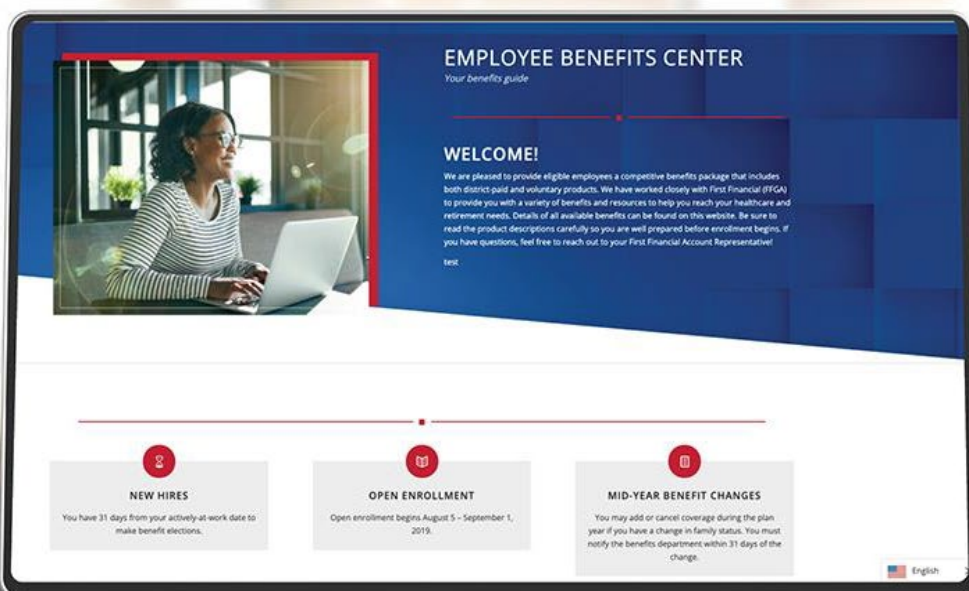 EMPLOYEE BENEFITS CENTER
Your benefits guide
WELCOME!
We are pleased to provide eligible employees a competitive benefits package that includes
both district-paid and voluntary products. We have worked closely with First Financial (FFGA)
to provide you with a variety of benefits and resources to help you reach your healthcare and
retirement needs. Details of all available benefits can be found on this website. Be sure to
read the product descriptions carefully so you are well prepared before enrollment begins. If
you have questions, feel free to reach out to your First Financial Account Representative!
test
NEW HIRES
You have 31 days from your actively-at-work date to
make benefit elections.
OPEN ENROLLMENT
Open enrollment begins August 5 – September 1,
2019.
MID-YEAR BENEFIT CHANGES
You may add or cancel coverage during the plan
year if you have a change in family status. You must
notify the benefits department within 31 days of the
change.
English